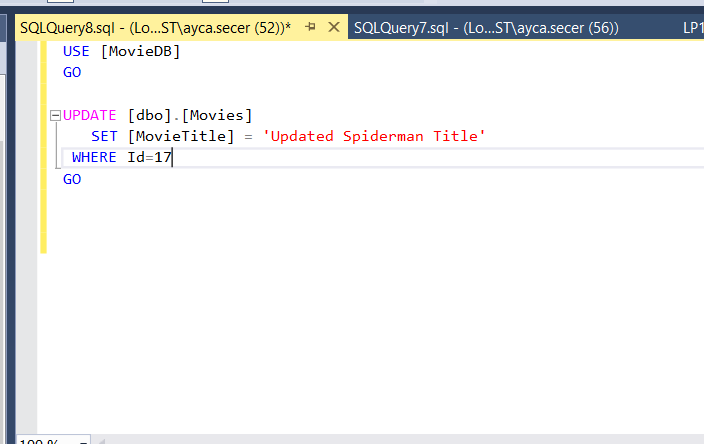 SQLQuery8.sql - (Lo...ST\ayca.secer (52))* SQLQuery7.sql - (Lo...ST\ayca.secer (56)) LP1
USE [MovieDB]
GO
UPDATE [dbo].[Movies]
SET [MovieTitle] = 'Updated Spiderman Title'
WHERE Id=17
GO
100 %